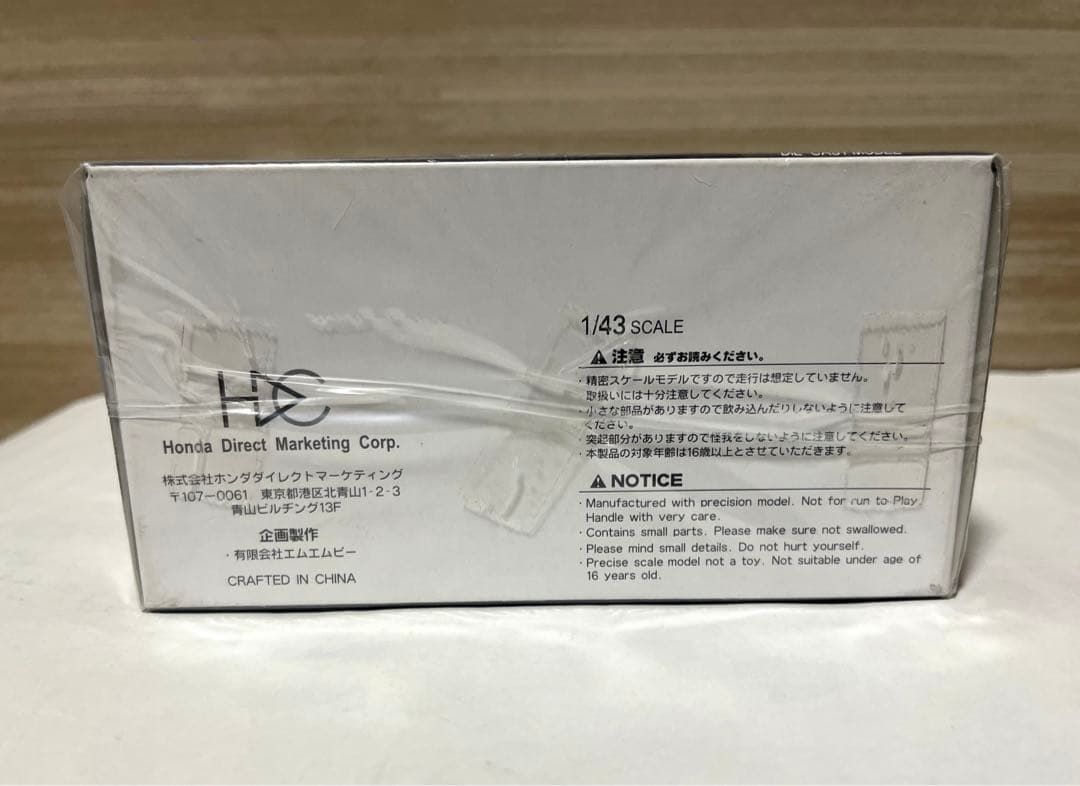 DIE-CAST MODEL
HDC
Honda Direct Marketing Corp.
株式会社ホンダダイレクトマーケティング
〒107-0061 東京都港区北青山1-2-3
青山ビルヂング13F
企画製作
・有限会社エムエムピー
CRAFTED IN CHINA
1/43 SCALE
注意 必ずお読みください。
・精密スケールモデルですので走行は想定していません。
取扱いには十分注意してください。
・小さな部品がありますので飲み込んだりしないように注意して
ください。
・突起部分がありますので怪我をしないように注意してください。
・本製品の対象年齢は16歳以上とさせていただきます。
NOTICE
・Manufactured with precision model. Not for run to Play.
Handle with very care.
・Contains small parts. Please make sure not swallowed.
・Please mind small details. Do not hurt yourself.
・Precise scale model not a toy. Not suitable under age of
16 years old.